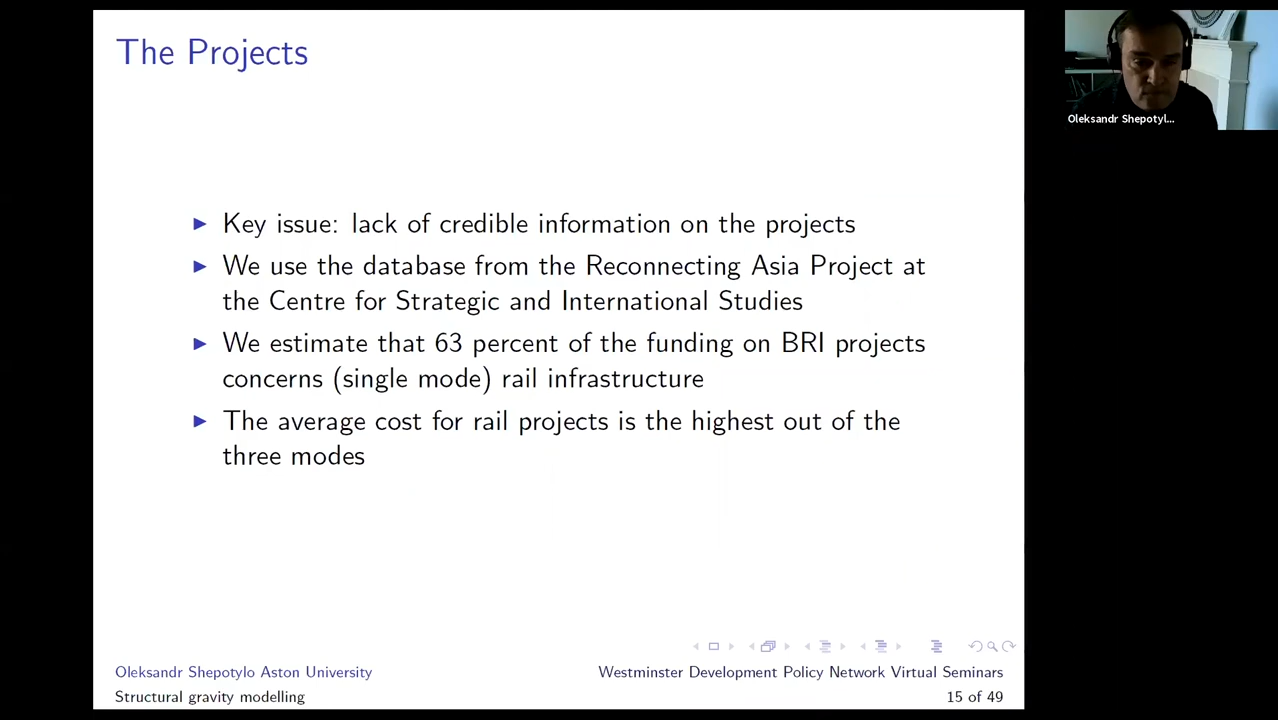 The Projects
Key issue: lack of credible information on the projects
We use the database from the Reconnecting Asia Project at
the Centre for Strategic and International Studies
We estimate that 63 percent of the funding on BRI projects
concerns (single mode) rail infrastructure
The average cost for rail projects is the highest out of the
three modes
Oleksandr Shepotylo Aston University
Westminster Development Policy Network Virtual Seminars
Structural gravity modelling
15 of 49
Oleksandr Shepotyl...